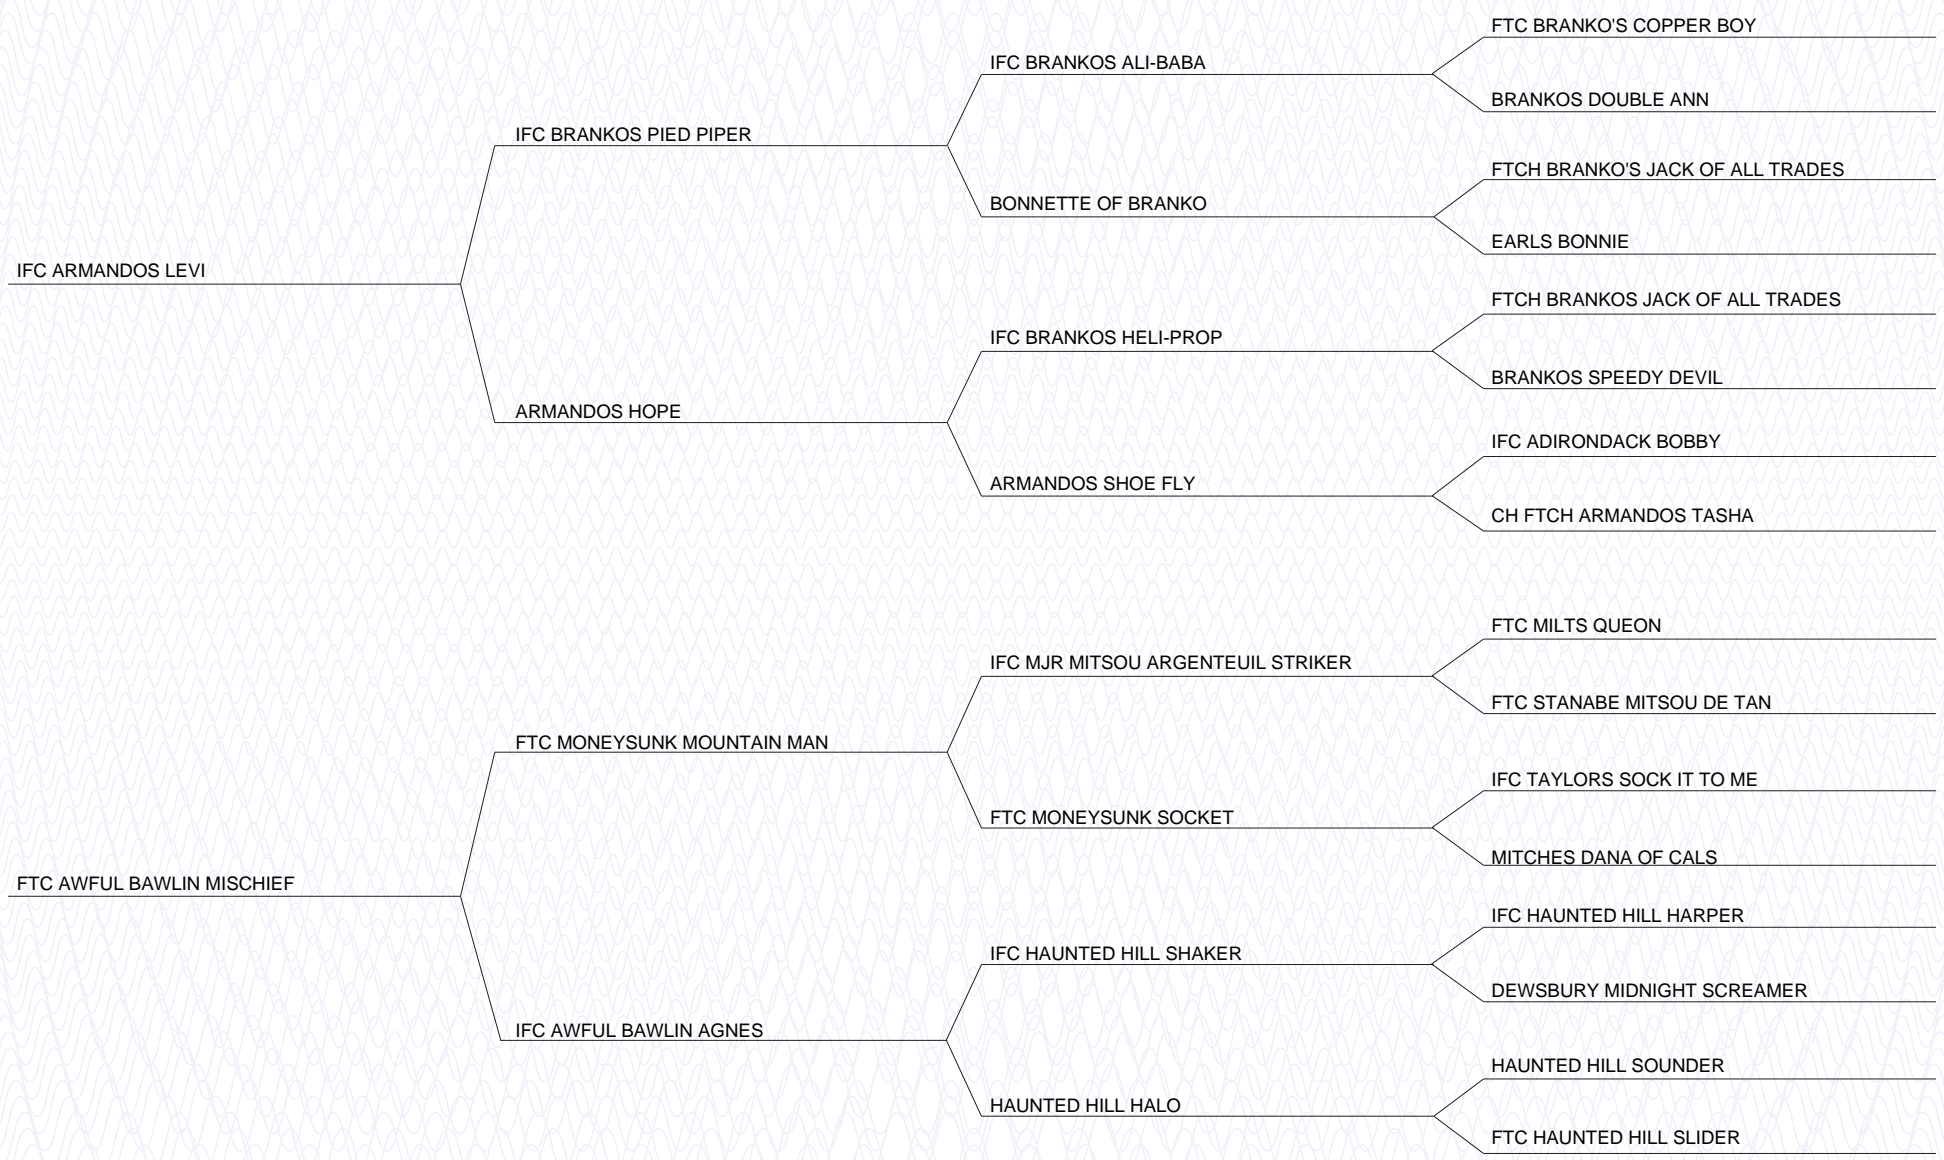 FTC BRANKO'S COPPER BOY
IFC BRANKOS ALI-BABA
BRANKOS DOUBLE ANN
IFC BRANKOS PIED PIPER
FTCH BRANKO'S JACK OF ALL TRADES
BONNETTE OF BRANKO
EARLS BONNIE
IFC ARMANDOS LEVI
FTCH BRANKOS JACK OF ALL TRADES
IFC BRANKOS HELI-PROP
BRANKOS SPEEDY DEVIL
ARMANDOS HOPE
IFC ADIRONDACK BOBBY
ARMANDOS SHOE FLY
CH FTCH ARMANDOS TASHA
FTC MILTS QUEON
IFC MJR MITSOU ARGENTEUIL STRIKER
FTC STANABE MITSOU DE TAN
FTC MONEYSUNK MOUNTAIN MAN
IFC TAYLORS SOCK IT TO ME
FTC MONEYSUNK SOCKET
MITCHES DANA OF CALS
FTC AWFUL BAWLIN MISCHIEF
IFC HAUNTED HILL HARPER
IFC HAUNTED HILL SHAKER
DEWSBURY MIDNIGHT SCREAMER
IFC AWFUL BAWLIN AGNES
HAUNTED HILL SOUNDER
HAUNTED HILL HALO
FTC HAUNTED HILL SLIDER